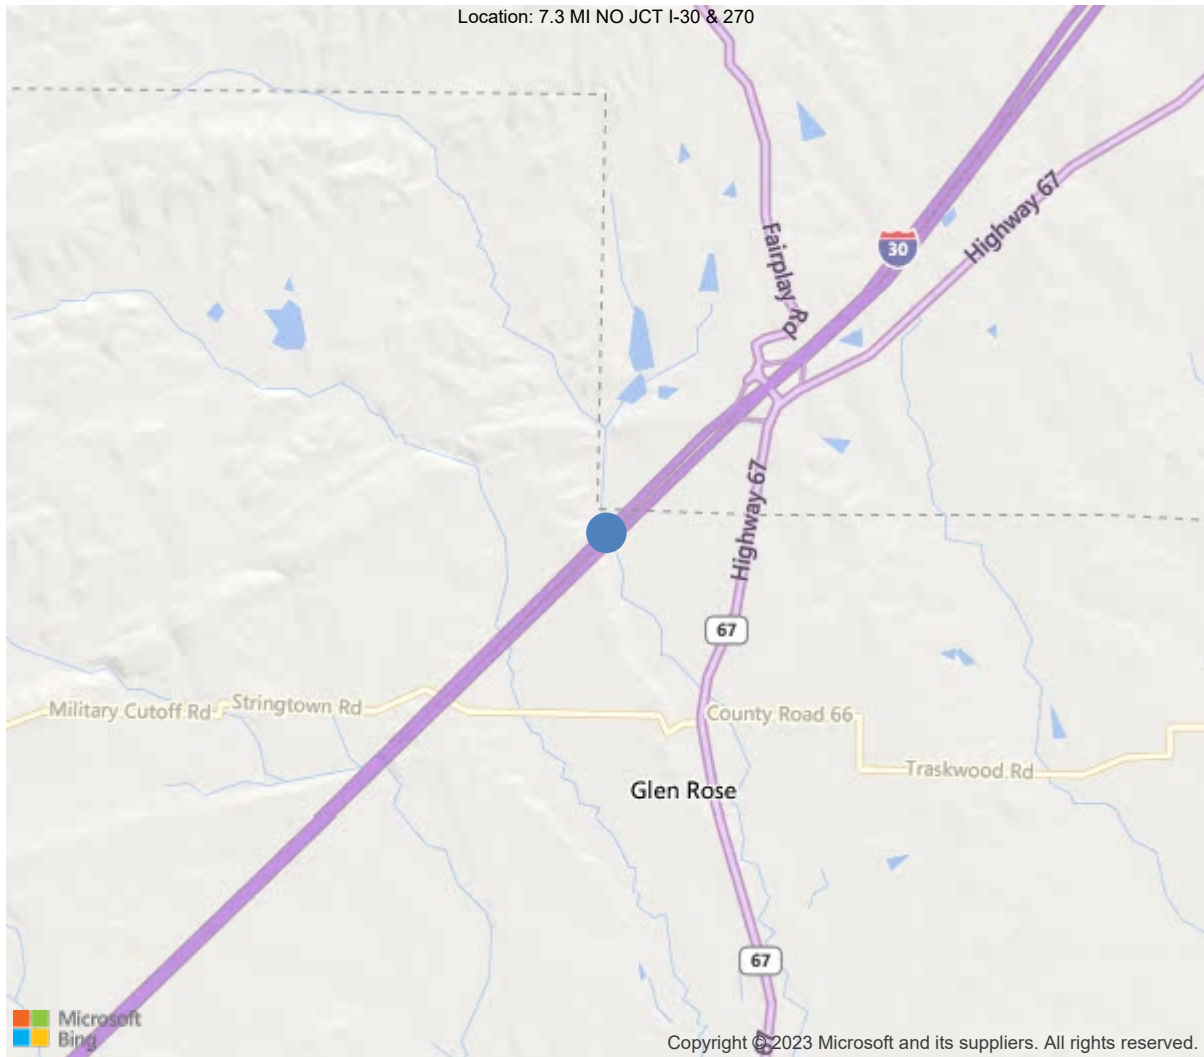 Location: 7.3 MI NO JCT I-30 & 270
Fairplay Rd
30
Highway 67
Highway 67
67
Military Cutoff Rd
Stringtown Rd
County Road 66
Traskwood Rd
Glen Rose
67
67
Microsoft
Bing
Copyright © 2023 Microsoft and its suppliers. All rights reserved.